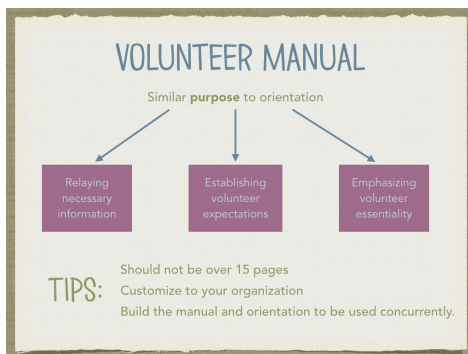 VOLUNTEER MANUAL
Similar purpose to orientation
Relaying
necessary
information
Establishing
volunteer
expectations
Emphasizing
volunteer
essentiality
TIPS:
Should not be over 15 pages
Customize to your organization
Build the manual and orientation to be used concurrently.